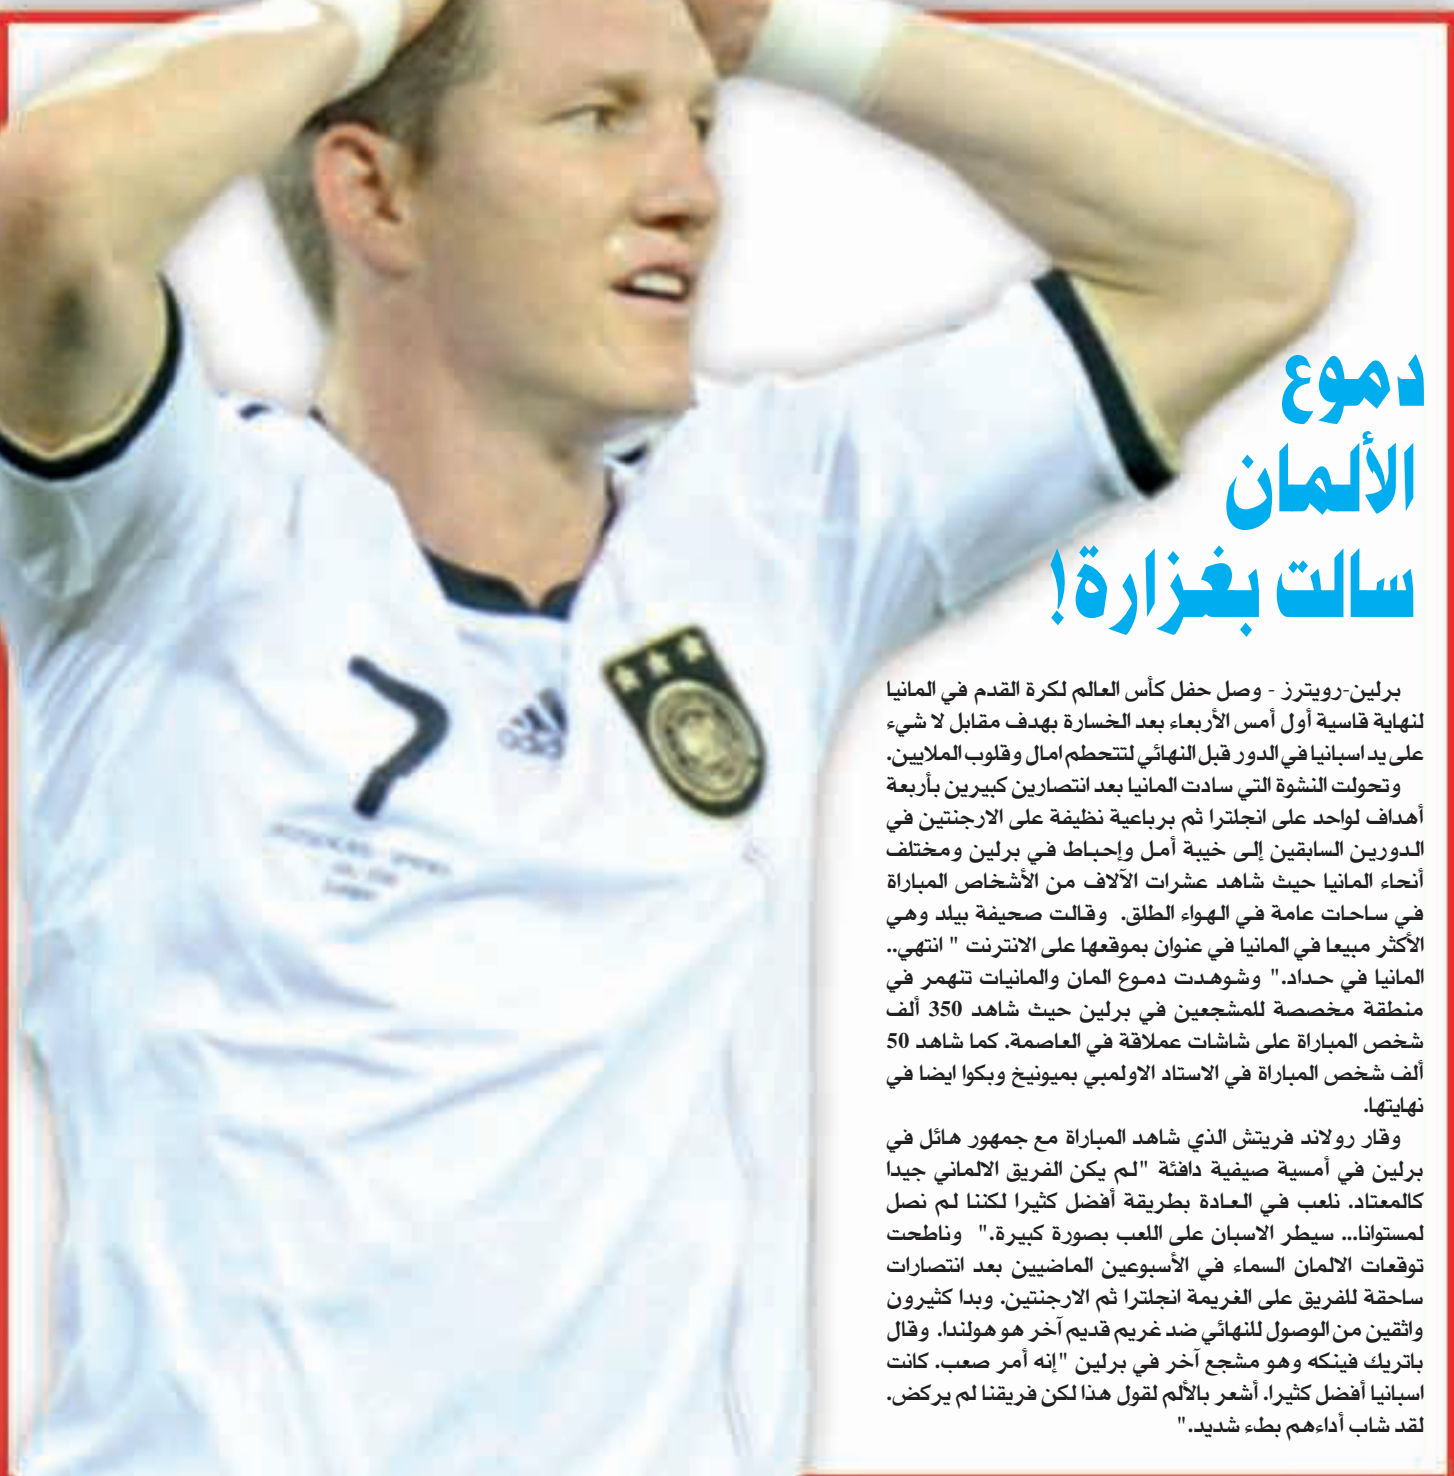 دموع
الألمان
سالت بغزارة!
برلين-رويترز - وصل حفل كأس العالم لكرة القدم في المانيا
لنهاية قاسية أول أمس الأربعاء بعد الخسارة بهدف مقابل لا شيء
على يد اسبانيا في الدور قبل النهائي لتتحطم امال وقلوب الملايين.
وتحولت النشوة التي سادت المانيا بعد انتصارين كبيرين بأربعة
أهداف لواحد على انجلترا ثم برباعية نظيفة على الارجنتين في
الدورين السابقين إلى خيبة أمل وإحباط في برلين ومختلف
أنحاء المانيا حيث شاهد عشرات الآلاف من الأشخاص المباراة
في ساحات عامة في الهواء الطلق. وقالت صحيفة بيلد وهي
الأكثر مبيعا في المانيا في عنوان بموقعها على الانترنت " انتهي..
المانيا في حداد." وشوهدت دموع المان والمانيات تنهمر في
منطقة مخصصة للمشجعين في برلين حيث شاهد 350 ألف
شخص المباراة على شاشات عملاقة في العاصمة. كما شاهد 50
ألف شخص المباراة في الاستاد الاولمبي بميونيخ وبكوا ايضا في
نهايتها.
وقار رولاند فريتش الذي شاهد المباراة مع جمهور هائل في
برلين في أمسية صيفية دافئة "لم يكن الفريق الالماني جيدا
كالمعتاد. نلعب في العادة بطريقة أفضل كثيرا لكننا لم نصل
لمستوانا... سيطر الاسبان على اللعب بصورة كبيرة." وناطحت
توقعات الالمان السماء في الأسبوعين الماضيين بعد انتصارات
ساحقة للفريق على الغريمة انجلترا ثم الارجنتين. وبدا كثيرون
واثقين من الوصول للنهائي ضد غريم قديم آخر هو هولندا. وقال
باتريك فينكه وهو مشجع آخر في برلين "إنه أمر صعب. كانت
اسبانيا أفضل كثيرا. أشعر بالألم لقول هذا لكن فريقنا لم يركض.
لقد شاب أداءهم بطء شديد."
7